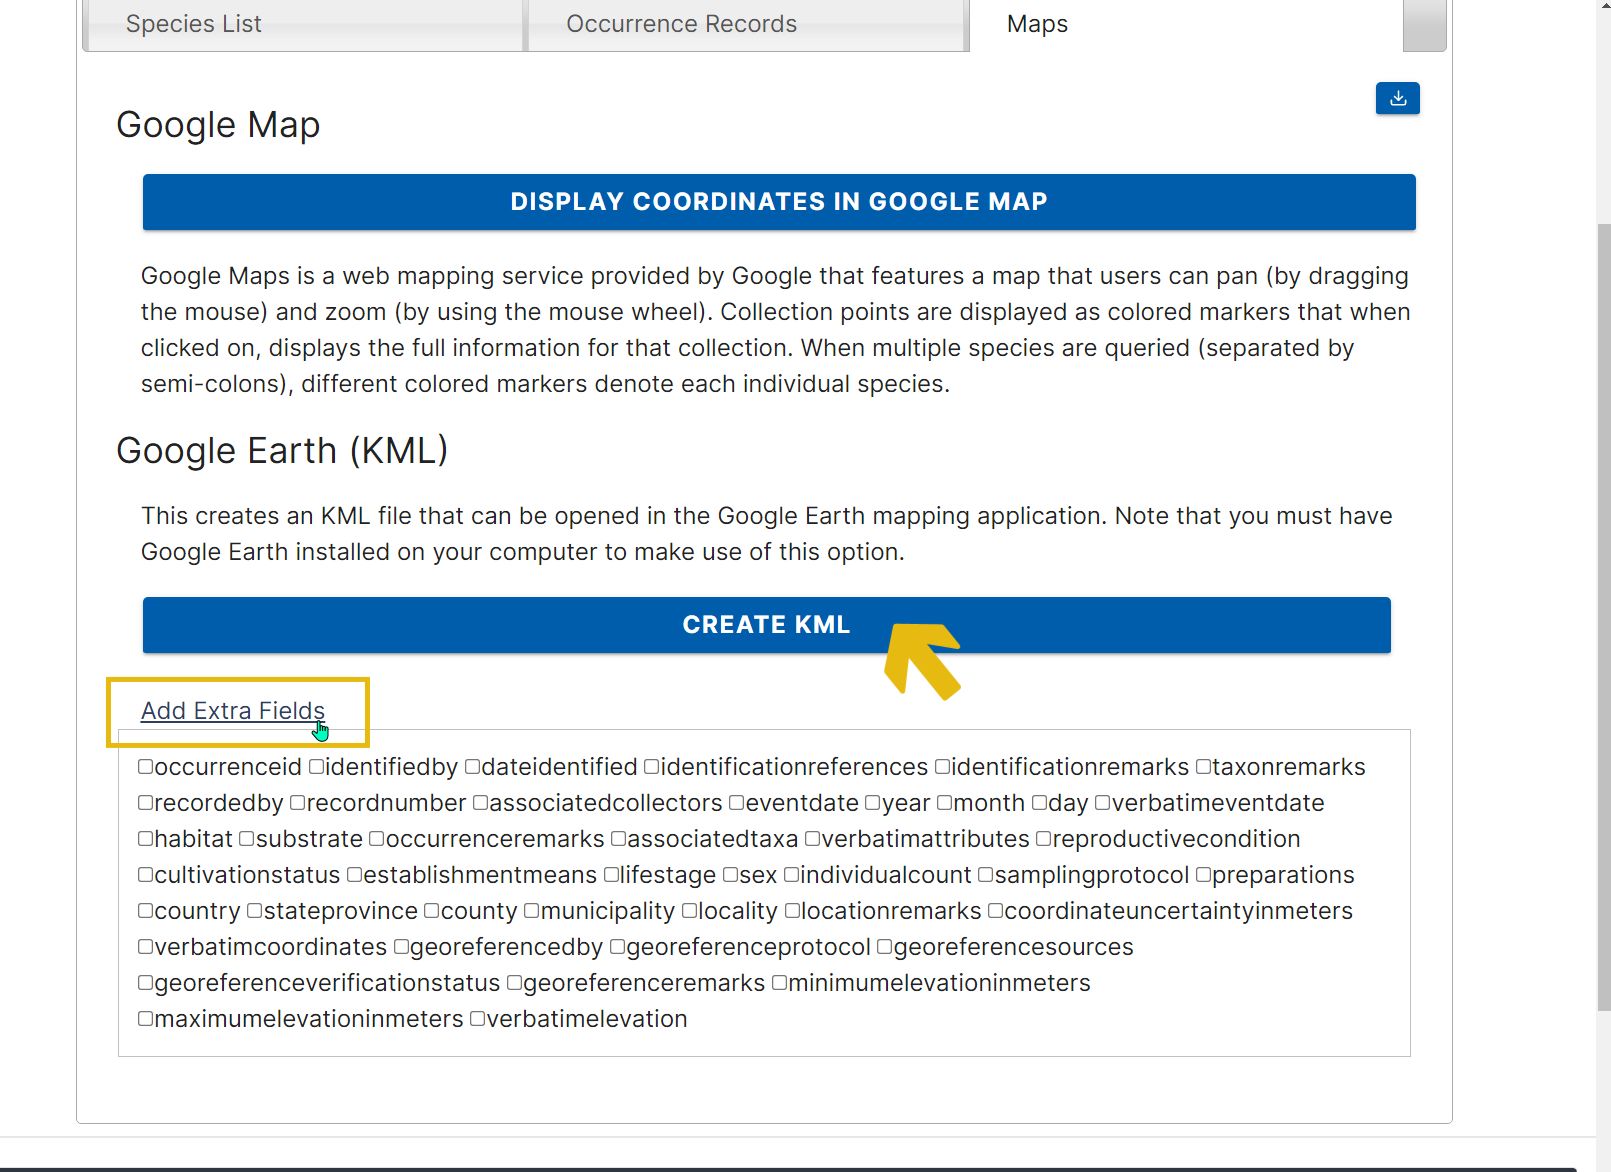 Species List
Occurrence Records
Maps
Google Map
DISPLAY COORDINATES IN GOOGLE MAP
Google Maps is a web mapping service provided by Google that features a map that users can pan (by dragging
the mouse) and zoom (by using the mouse wheel). Collection points are displayed as colored markers that when
clicked on, displays the full information for that collection. When multiple species are queried (separated by
semi-colons), different colored markers denote each individual species.
Google Earth (KML)
This creates an KML file that can be opened in the Google Earth mapping application. Note that you must have
Google Earth installed on your computer to make use of this option.
CREATE KML
Add Extra Fields
occurrenceid identifiedby dateidentified identificationreferences identificationremarks taxonremarks
recordedby recordnumber associatedcollectors eventdate year month day verbatimeventdate
habitat substrate occurrenceremarks associatedtaxa verbatimattributes reproductivecondition
cultivationstatus establishmentmeans lifestage sex individualcount samplingprotocol preparations
country stateprovince county municipality locality locationremarks coordinateuncertaintyinmeters
verbatimcoordinates georeferencedby georeferenceprotocol georeferencesources
georeferenceverificationstatus georeferenceremarks minimumelevationinmeters
maximumelevationinmeters verbatimelevation